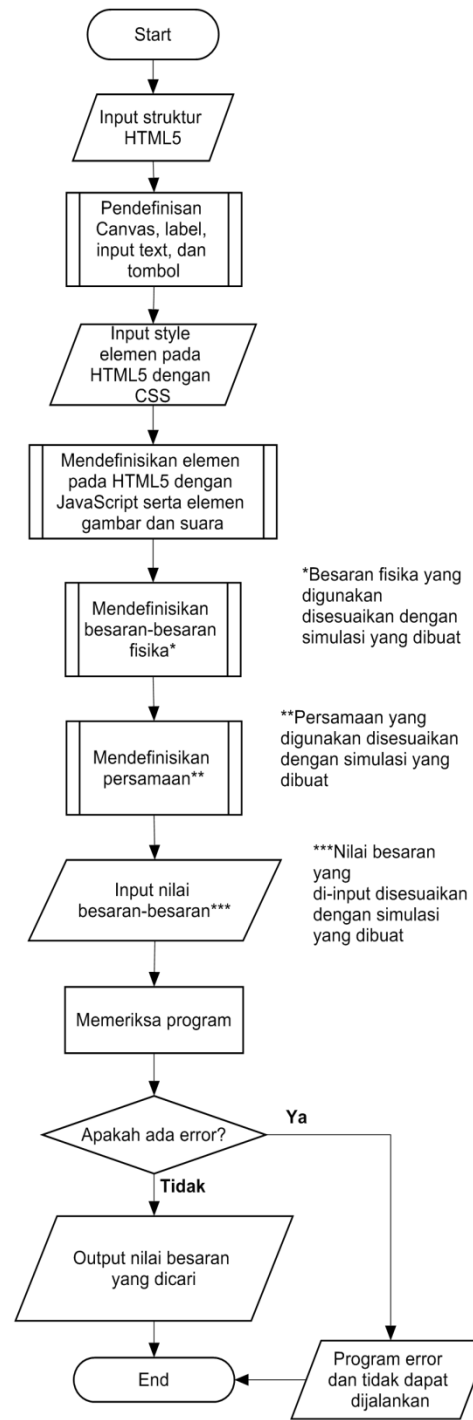 Start
Input struktur
HTML5
Pendefinisan
Canvas, label,
input text, dan
tombol
Input style
elemen pada
HTML5 dengan
CSS
Mendefinisikan elemen
pada HTML5 dengan
JavaScript serta elemen
gambar dan suara
Mendefinisikan
besaran-besaran
fisika*
*Besaran fisika yang
digunakan
disesuaikan dengan
simulasi yang dibuat
Mendefinisikan
persamaan**
**Persamaan yang
digunakan disesuaikan
dengan simulasi yang
dibuat
Input nilai
besaran-besaran***
***Nilai besaran
yang
di-input disesuaikan
dengan simulasi
yang dibuat
Memeriksa program
Apakah ada error?
Ya
Tidak
Output nilai besaran
yang dicari
End
Program error
dan tidak dapat
dijalankan